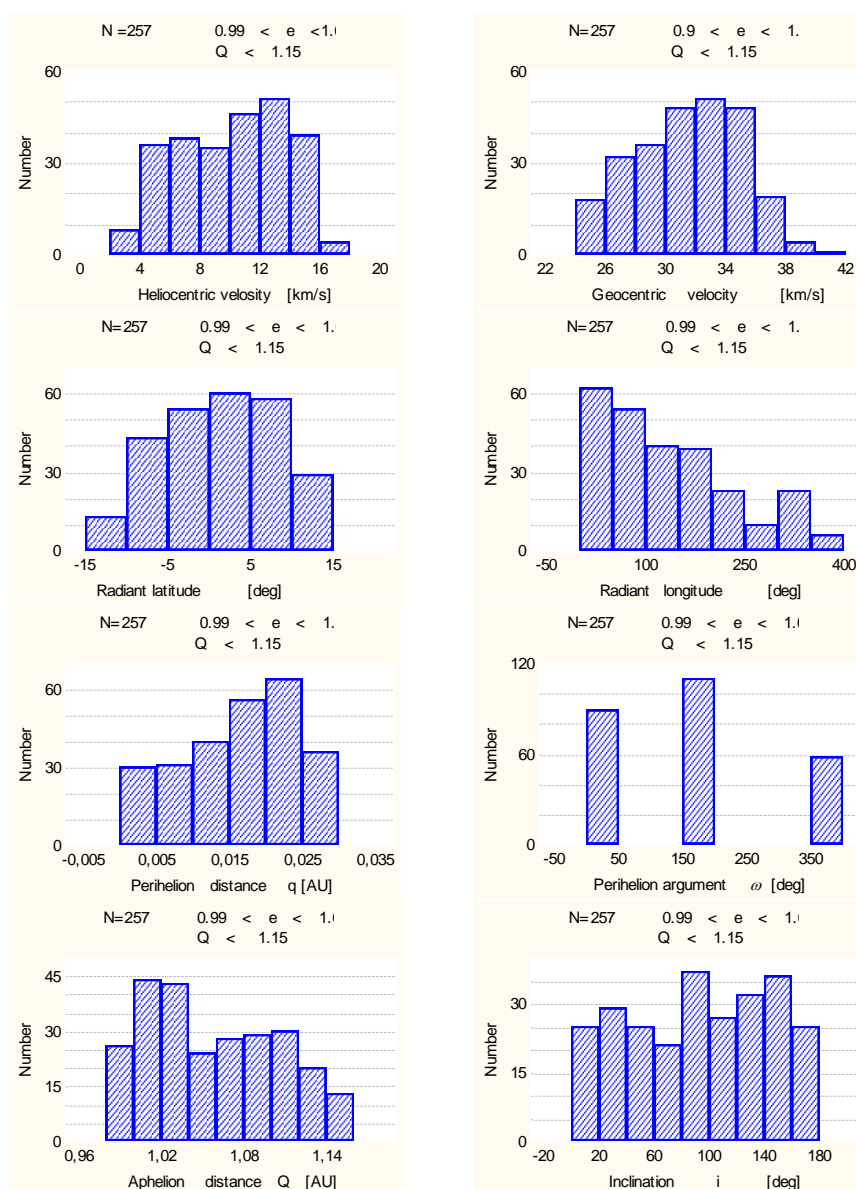 N =257 0.99 < e <1.(
Q < 1.15
60
30
0
Number
0 4 8 12 16 20
Heliocentric velosity [km/s]
N=257 0.9 < e < 1.
Q < 1.15
60
30
0
Number
22 26 30 34 38 42
Geocentric velocity [km/s]
N=257 0.99 < e < 1.(
Q < 1.15
60
30
0
Number
-15 -5 5 15
Radiant latitude [deg]
N=257 0.99 < e < 1.
Q < 1.15
60
30
0
Number
-50 100 250 400
Radiant longitude [deg]
N=257 0.99 < e < 1.
Q < 1.15
60
30
0
Number
-0,005 0,005 0,015 0,025 0,035
Perihelion distance q [AU]
N=257 0.99 < e < 1.(
Q < 1.15
120
60
0
Number
-50 50 150 250 350
Perihelion argument ω [deg]
N=257 0.99 < e < 1.(
Q < 1.15
45
30
15
0
Number
0,96 1,02 1,08 1,14
Aphelion distance Q [AU]
N=257 0.99 < e < 1.(
Q < 1.15
30
15
0
Number
-20 20 60 100 140 180
Inclination i [deg]